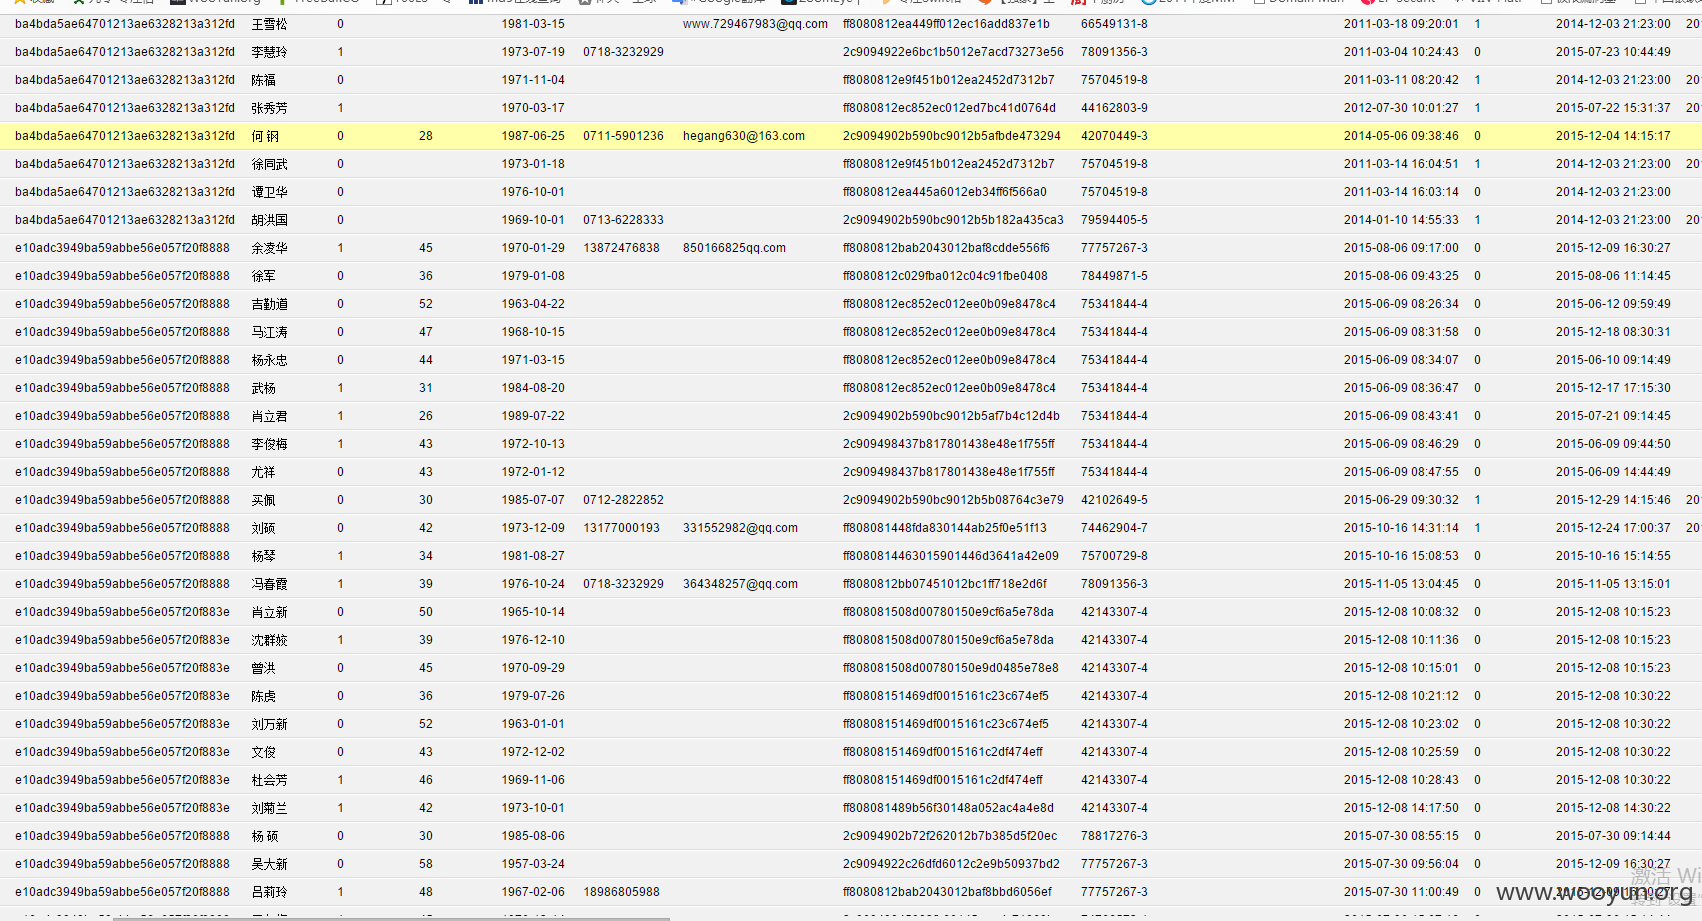 ba4bda5ae64701213ae6328213a312fd 王雪松 0 1981-03-15 www.729467983@qq.com ff8080812ea449ff012ec16add837e1b 66549131-8 2011-03-18 09:20:01 1 2014-12-03 21:23:00 20
ba4bda5ae64701213ae6328213a312fd 李慧玲 1 1973-07-19 0718-3232929 2c9094922e6bc1b5012e7acd73273e56 78091356-3 2011-03-04 10:24:43 0 2015-07-23 10:44:49
ba4bda5ae64701213ae6328213a312fd 陈福 0 1971-11-04 ff8080812e9f451b012ea2452d7312b7 75704519-8 2011-03-11 08:20:42 1 2014-12-03 21:23:00 20
ba4bda5ae64701213ae6328213a312fd 张秀芳 1 1970-03-17 ff8080812ec852ec012ed7bc41d0764d 44162803-9 2012-07-30 10:01:27 1 2015-07-22 15:31:37 20
ba4bda5ae64701213ae6328213a312fd 何 钢 0 28 1987-06-25 0711-5901236 hegang630@163.com 2c9094902b590bc9012b5afbde473294 42070449-3 2014-05-06 09:38:46 0 2015-12-04 14:15:17
ba4bda5ae64701213ae6328213a312fd 徐同武 0 1973-01-18 ff8080812e9f451b012ea2452d7312b7 75704519-8 2011-03-14 16:04:51 1 2014-12-03 21:23:00 20
ba4bda5ae64701213ae6328213a312fd 谭卫华 0 1976-10-01 ff8080812ea445a6012eb34ff6f566a0 75704519-8 2011-03-14 16:03:14 0 2014-12-03 21:23:00
ba4bda5ae64701213ae6328213a312fd 胡洪国 0 1969-10-01 0713-6228333 2c9094902b590bc9012b5b182a435ca3 79594405-5 2014-01-10 14:55:33 1 2014-12-03 21:23:00 20
e10adc3949ba59abbe56e057f20f8888 余凌华 1 45 1970-01-29 13872476838 850166825qq.com ff8080812bab2043012baf8cdde556f6 77757267-3 2015-08-06 09:17:00 0 2015-12-09 16:30:27
e10adc3949ba59abbe56e057f20f8888 徐军 0 36 1979-01-08 ff8080812c029fba012c04c91fbe0408 78449871-5 2015-08-06 09:43:25 0 2015-08-06 11:14:45
e10adc3949ba59abbe56e057f20f8888 吉勤道 0 52 1963-04-22 ff8080812ec852ec012ee0b09e8478c4 75341844-4 2015-06-09 08:26:34 0 2015-06-12 09:59:49
e10adc3949ba59abbe56e057f20f8888 马江涛 0 47 1968-10-15 ff8080812ec852ec012ee0b09e8478c4 75341844-4 2015-06-09 08:31:58 0 2015-12-18 08:30:31
e10adc3949ba59abbe56e057f20f8888 杨永忠 0 44 1971-03-15 ff8080812ec852ec012ee0b09e8478c4 75341844-4 2015-06-09 08:34:07 0 2015-06-10 09:14:49
e10adc3949ba59abbe56e057f20f8888 武杨 1 31 1984-08-20 ff8080812ec852ec012ee0b09e8478c4 75341844-4 2015-06-09 08:36:47 0 2015-12-17 17:15:30
e10adc3949ba59abbe56e057f20f8888 肖立君 1 26 1989-07-22 2c9094902b590bc9012b5af7b4c12d4b 75341844-4 2015-06-09 08:43:41 0 2015-07-21 09:14:45
e10adc3949ba59abbe56e057f20f8888 李俊梅 1 43 1972-10-13 2c909498437b817801438e48e1f755ff 75341844-4 2015-06-09 08:46:29 0 2015-06-09 09:44:50
e10adc3949ba59abbe56e057f20f8888 尤祥 0 43 1972-01-12 2c909498437b817801438e48e1f755ff 75341844-4 2015-06-09 08:47:55 0 2015-06-09 14:44:49
e10adc3949ba59abbe56e057f20f8888 买佩 0 30 1985-07-07 0712-2822852 2c9094902b590bc9012b5b08764c3e79 42102649-5 2015-06-29 09:30:32 1 2015-12-29 14:15:46 20
e10adc3949ba59abbe56e057f20f8888 刘硕 0 42 1973-12-09 13177000193 331552982@qq.com ff808081448fda830144ab25f0e51f13 74462904-7 2015-10-16 14:31:14 1 2015-12-24 17:00:37 20
e10adc3949ba59abbe56e057f20f8888 杨琴 1 34 1981-08-27 ff8080814463015901446d3641a42e09 75700729-8 2015-10-16 15:08:53 0 2015-10-16 15:14:55
e10adc3949ba59abbe56e057f20f8888 冯春霞 1 39 1976-10-24 0718-3232929 364348257@qq.com ff8080812bb07451012bc1ff718e2d6f 78091356-3 2015-11-05 13:04:45 0 2015-11-05 13:15:01
e10adc3949ba59abbe56e057f20f883e 肖立新 0 50 1965-10-14 ff808081508d00780150e9cf6a5e78da 42143307-4 2015-12-08 10:08:32 0 2015-12-08 10:15:23
e10adc3949ba59abbe56e057f20f883e 沈群姣 1 39 1976-12-10 ff808081508d00780150e9cf6a5e78da 42143307-4 2015-12-08 10:11:36 0 2015-12-08 10:15:23
e10adc3949ba59abbe56e057f20f883e 曾洪 0 45 1970-09-29 ff808081508d00780150e9d0485e78e8 42143307-4 2015-12-08 10:15:01 0 2015-12-08 10:15:23
e10adc3949ba59abbe56e057f20f883e 陈虎 0 36 1979-07-26 ff80808151469df0015161c23c674ef5 42143307-4 2015-12-08 10:21:12 0 2015-12-08 10:30:22
e10adc3949ba59abbe56e057f20f883e 刘万新 0 52 1963-01-01 ff80808151469df0015161c23c674ef5 42143307-4 2015-12-08 10:23:02 0 2015-12-08 10:30:22
e10adc3949ba59abbe56e057f20f883e 文俊 0 43 1972-12-02 ff80808151469df0015161c2df474eff 42143307-4 2015-12-08 10:25:59 0 2015-12-08 10:30:22
e10adc3949ba59abbe56e057f20f883e 杜会芳 1 46 1969-11-06 ff80808151469df0015161c2df474eff 42143307-4 2015-12-08 10:28:43 0 2015-12-08 10:30:22
e10adc3949ba59abbe56e057f20f883e 刘菊兰 1 42 1973-10-01 ff808081489b56f30148a052ac4a4e8d 42143307-4 2015-12-08 14:17:50 0 2015-12-08 14:30:22
e10adc3949ba59abbe56e057f20f8888 杨 硕 0 30 1985-08-06 2c9094902b72f262012b7b385d5f20ec 78817276-3 2015-07-30 08:55:15 0 2015-07-30 09:14:44
e10adc3949ba59abbe56e057f20f8888 吴大新 0 58 1957-03-24 2c9094922c26dfd6012c2e9b50937bd2 77757267-3 2015-07-30 09:56:04 0 2015-12-09 16:30:27
e10adc3949ba59abbe56e057f20f8888 吕莉玲 1 48 1967-02-06 18986805988 ff8080812bab2043012baf8bbd6056ef 77757267-3 2015-07-30 11:00:49 0
激活 Wi
www.wooyun.org